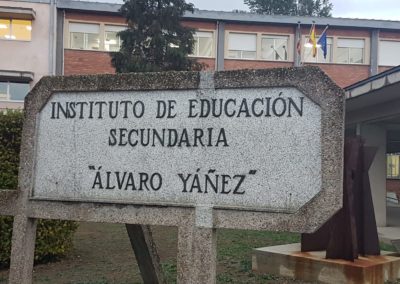 INSTITUTO DE EDUCACIÓN
SECUNDARIA
"ÁLVARO YÁÑEZ"